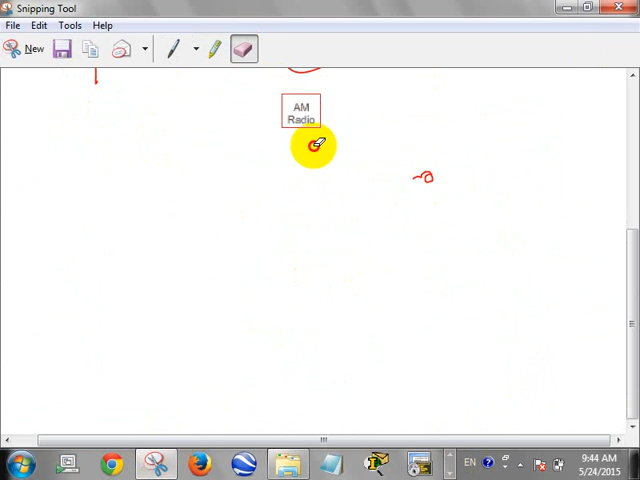 Snipping Tool
File Edit Tools Help
New
AM
Radio
EN
9:44 AM
5/24/2015